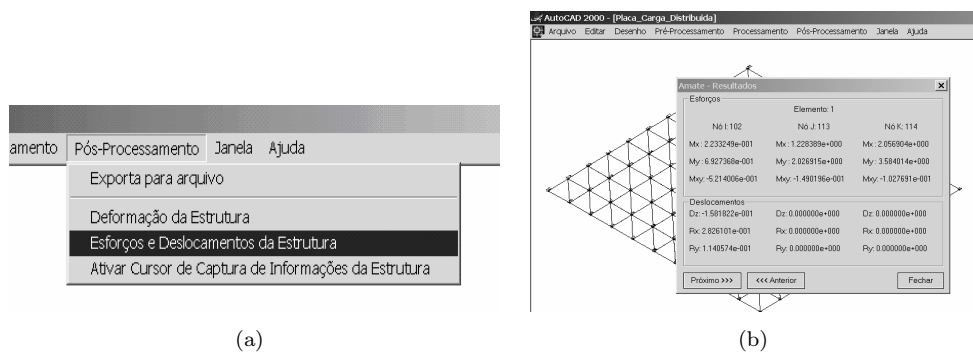 amento Pós-Processamento Janela Ajuda
Exporta para arquivo
Deformação da Estrutura
Esforços e Deslocamentos da Estrutura
Ativar Cursor de Captura de Informações da Estrutura
(a)
AutoCAD 2000 - [Placa_Carga_Distribuida]
Arquivo Editar Desenho Pré-Processamento Processamento Pós-Processamento Janela Ajuda
Amate - Resultados
Esforços
Elemento: 1
Nó I: 102 Nó J: 113 Nó K: 114
Mx : 2.233249e-001 Mx : 1.228389e+000 Mx : 2.056904e+000
My : 6.927368e-001 My : 2.026915e+000 My : 3.584014e+000
Mxy: -5.214006e-001 Mxy: -1.490196e-001 Mxy: -1.027691e-001
Deslocamentos
Dz: -1.581822e-001 Dz: 0.000000e+000 Dz: 0.000000e+000
Rx: 2.826101e-001 Rx: 0.000000e+000 Rx: 0.000000e+000
Ry: 1.140574e-001 Ry: 0.000000e+000 Ry: 0.000000e+000
Próximo >>> <<< Anterior Fechar
(b)